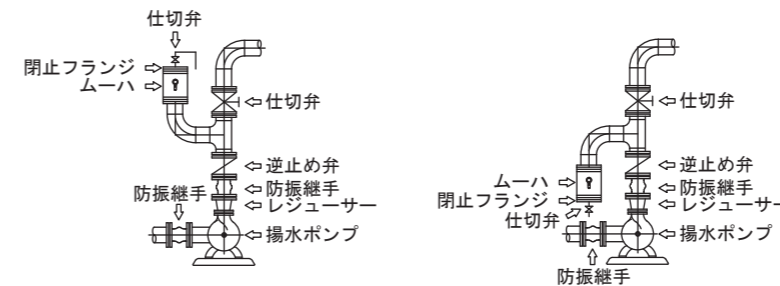 仕切弁
閉止フランジ
ムーハ
仕切弁
逆止め弁
防振継手
防振継手
レジューサー
揚水ポンプ
仕切弁
逆止め弁
ムーハ
防振継手
閉止フランジ
レジューサー
仕切弁
揚水ポンプ
防振継手